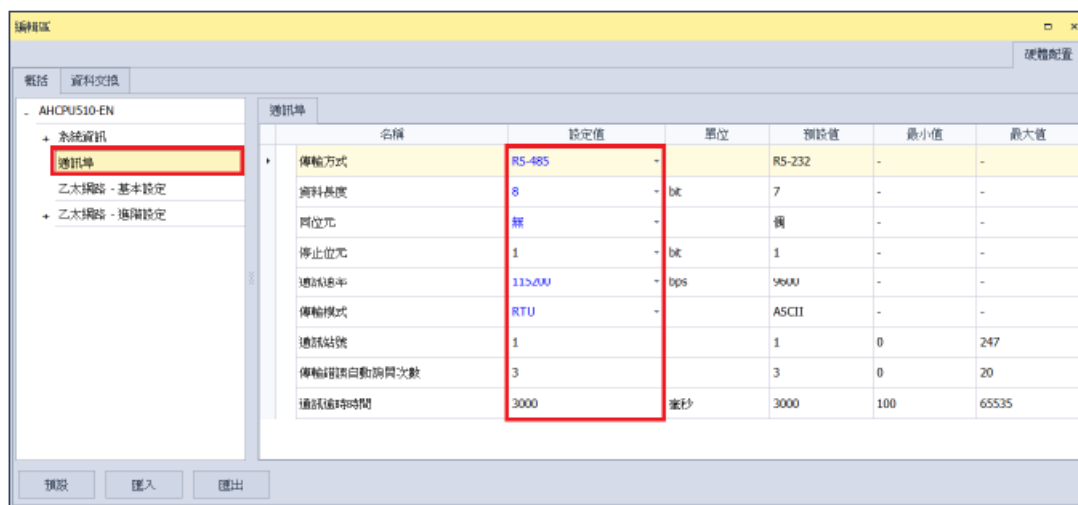 編輯區
硬體配置
概括 資料交換
- AHCPU510-EN
+ 系統資訊
通訊埠
乙太網路 - 基本設定
+ 乙太網路 - 進階設定
通訊埠
名稱 設定值 單位 預設值 最小值 最大值
傳輸方式 RS-485 RS-232 - -
資料長度 8 bit 7 - -
同位元 無 偶 - -
停止位元 1 bit 1 - -
通訊速率 115200 bps 9600 - -
傳輸模式 RTU ASCII - -
通訊站號 1 1 0 247
傳輸錯誤自動詢問次數 3 3 0 20
通訊逾時時間 3000 毫秒 3000 100 65535
預設 匯入 匯出